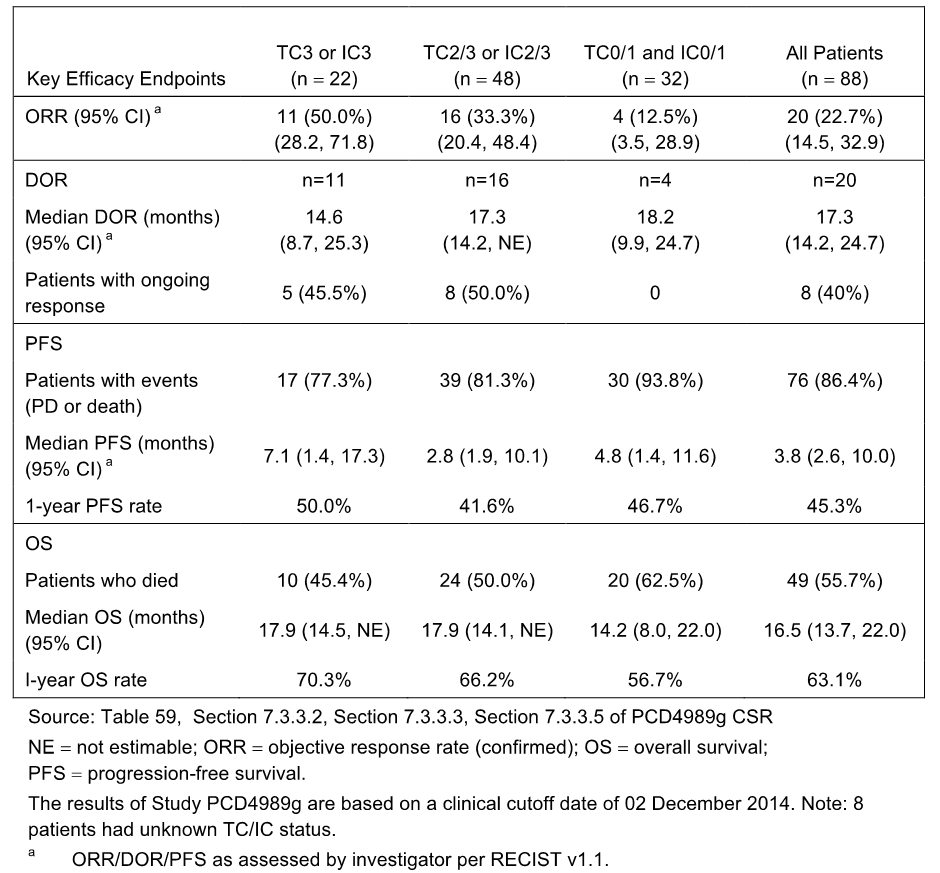 TC3 or IC3 TC2/3 or IC2/3 TC0/1 and IC0/1 All Patients
Key Efficacy Endpoints (n = 22) (n = 48) (n = 32) (n = 88)
ORR (95% CI) a 11 (50.0%) 16 (33.3%) 4 (12.5%) 20 (22.7%)
(28.2, 71.8) (20.4, 48.4) (3.5, 28.9) (14.5, 32.9)
DOR n=11 n=16 n=4 n=20
Median DOR (months) 14.6 17.3 18.2 17.3
(95% CI) a (8.7, 25.3) (14.2, NE) (9.9, 24.7) (14.2, 24.7)
Patients with ongoing
response 5 (45.5%) 8 (50.0%) 0 8 (40%)
PFS
Patients with events 17 (77.3%) 39 (81.3%) 30 (93.8%) 76 (86.4%)
(PD or death)
Median PFS (months)
(95% CI) a 7.1 (1.4, 17.3) 2.8 (1.9, 10.1) 4.8 (1.4, 11.6) 3.8 (2.6, 10.0)
1-year PFS rate 50.0% 41.6% 46.7% 45.3%
OS
Patients who died 10 (45.4%) 24 (50.0%) 20 (62.5%) 49 (55.7%)
Median OS (months)
(95% CI) 17.9 (14.5, NE) 17.9 (14.1, NE) 14.2 (8.0, 22.0) 16.5 (13.7, 22.0)
I-year OS rate 70.3% 66.2% 56.7% 63.1%
Source: Table 59, Section 7.3.3.2, Section 7.3.3.3, Section 7.3.3.5 of PCD4989g CSR
NE = not estimable; ORR = objective response rate (confirmed); OS = overall survival;
PFS = progression-free survival.
The results of Study PCD4989g are based on a clinical cutoff date of 02 December 2014. Note: 8
patients had unknown TC/IC status.
a ORR/DOR/PFS as assessed by investigator per RECIST v1.1.